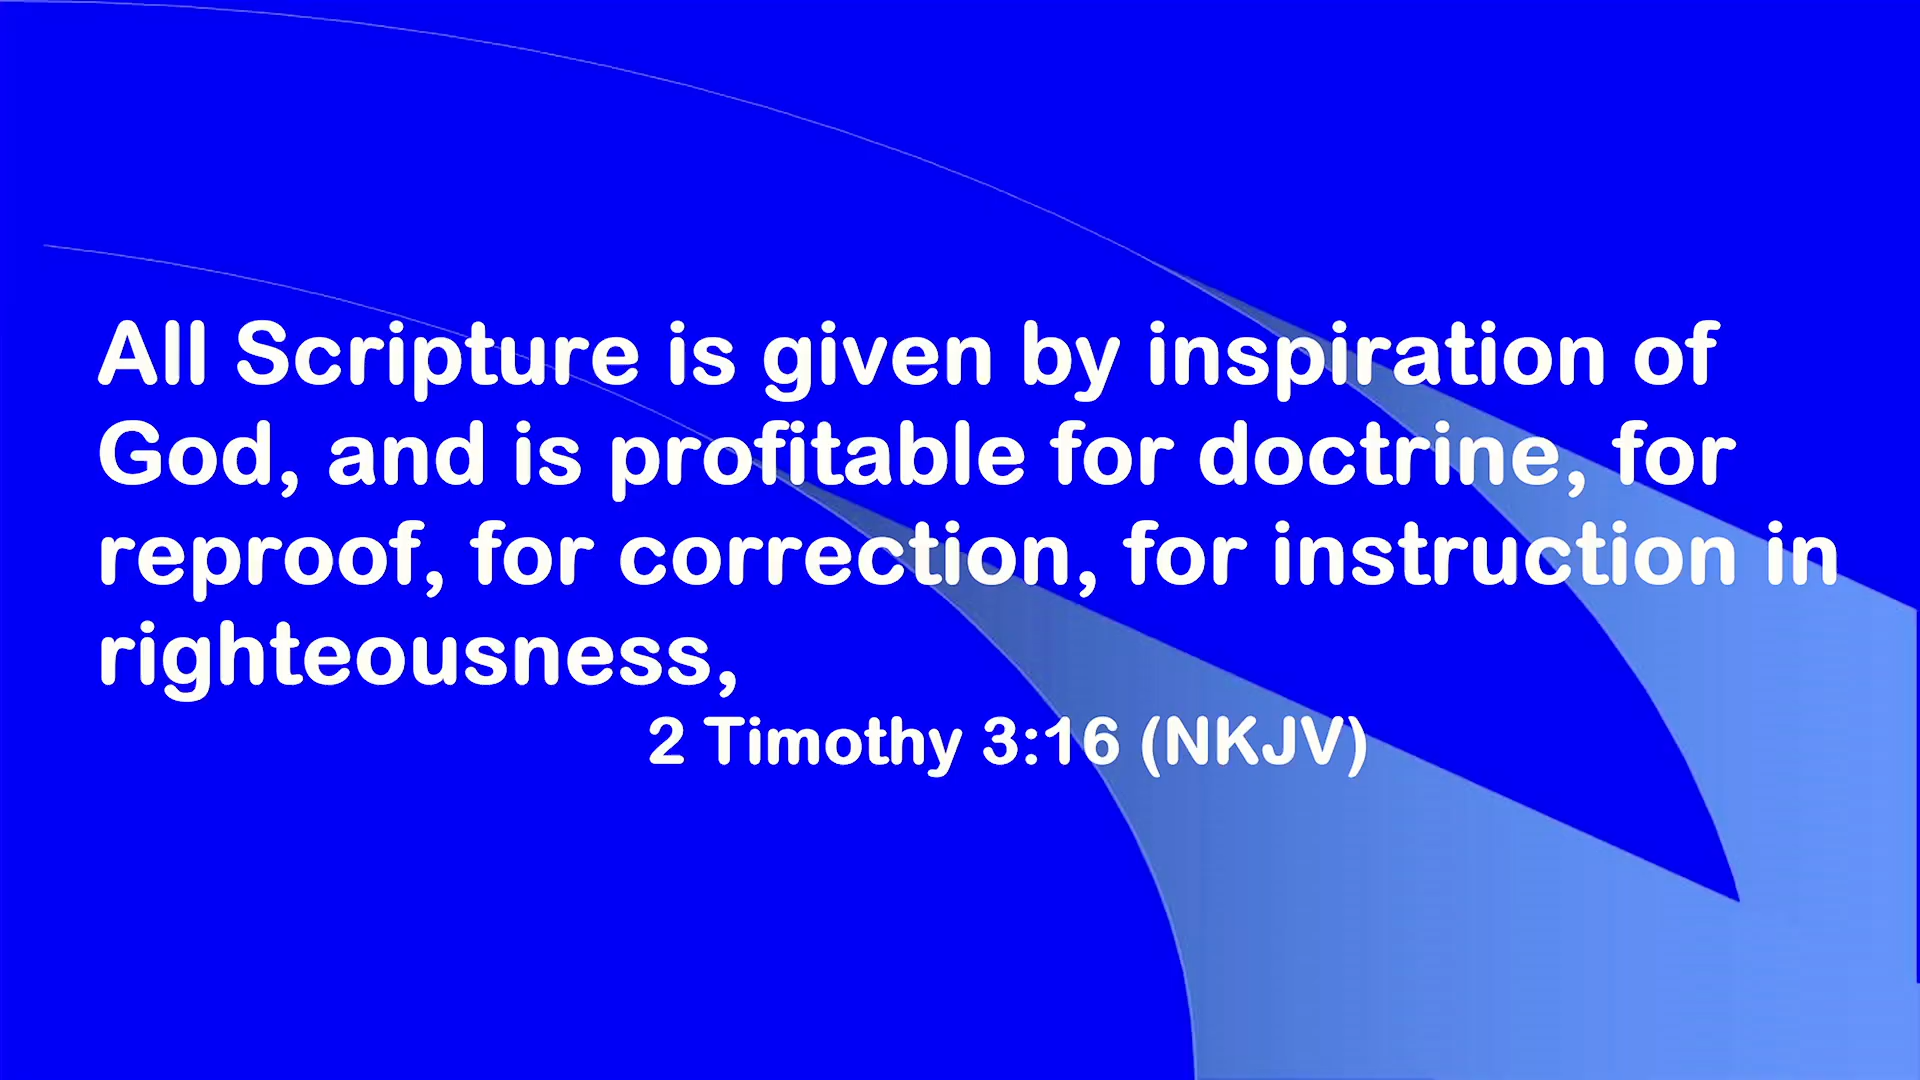 All Scripture is given by inspiration of
God, and is profitable for doctrine, for
reproof, for correction, for instruction in
righteousness,
2 Timothy 3:16 (NKJV)